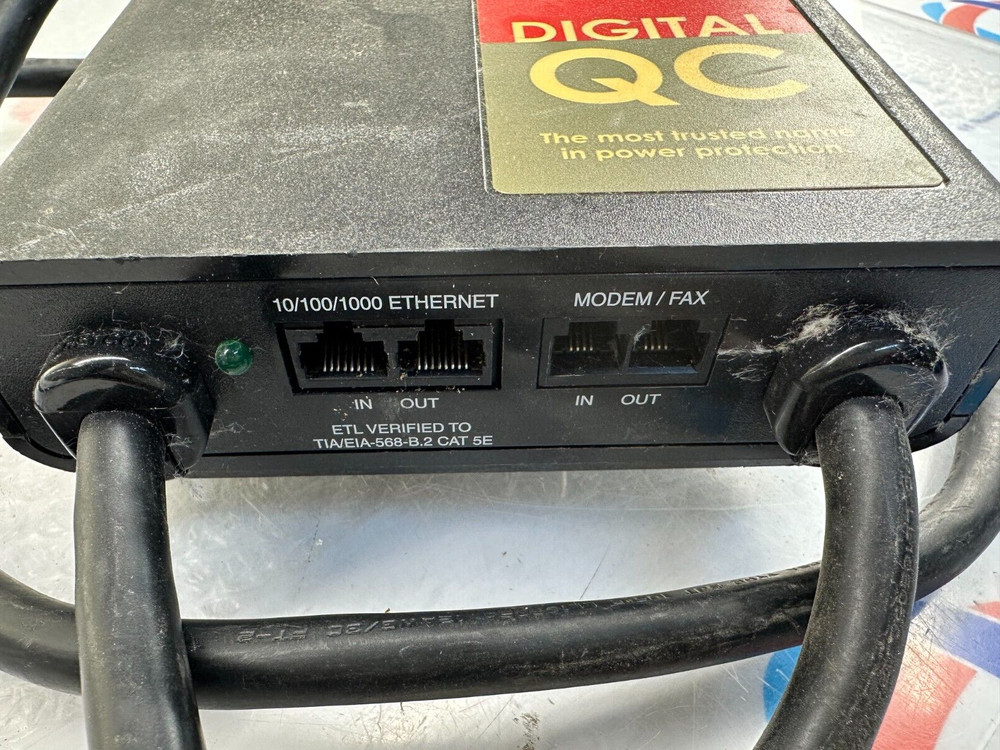 DIGITAL
QC
The most trusted name
in power protection.
10/100/1000 ETHERNET
MODEM / FAX
IN OUT
IN OUT
ETL VERIFIED TO
TIA/EIA-568-B.2 CAT 5E